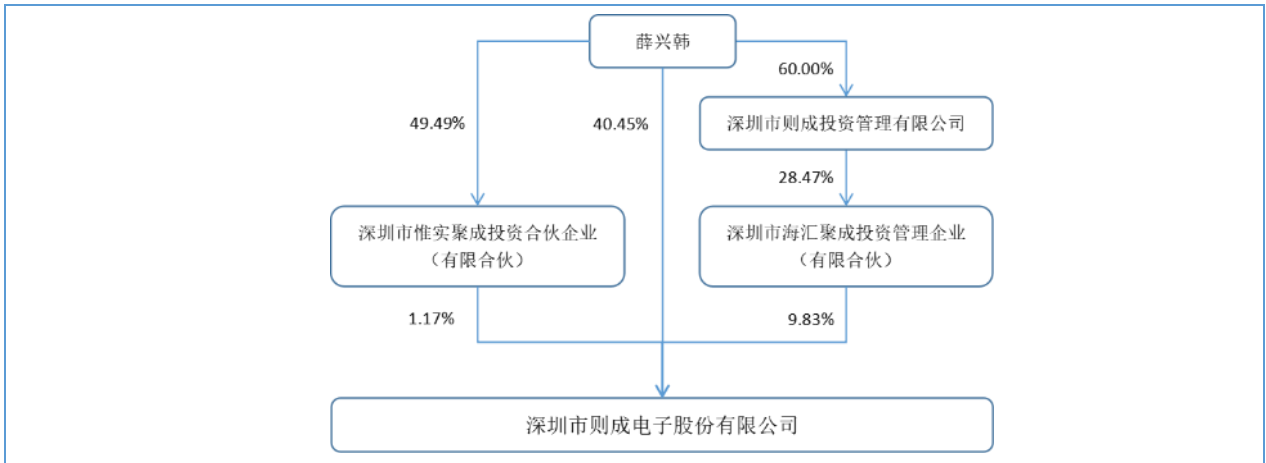 薛兴韩
60.00%
49.49%
40.45%
深圳市则成投资管理有限公司
28.47%
深圳市惟实聚成投资合伙企业
（有限合伙）
深圳市海汇聚成投资管理企业
（有限合伙）
1.17%
9.83%
深圳市则成电子股份有限公司